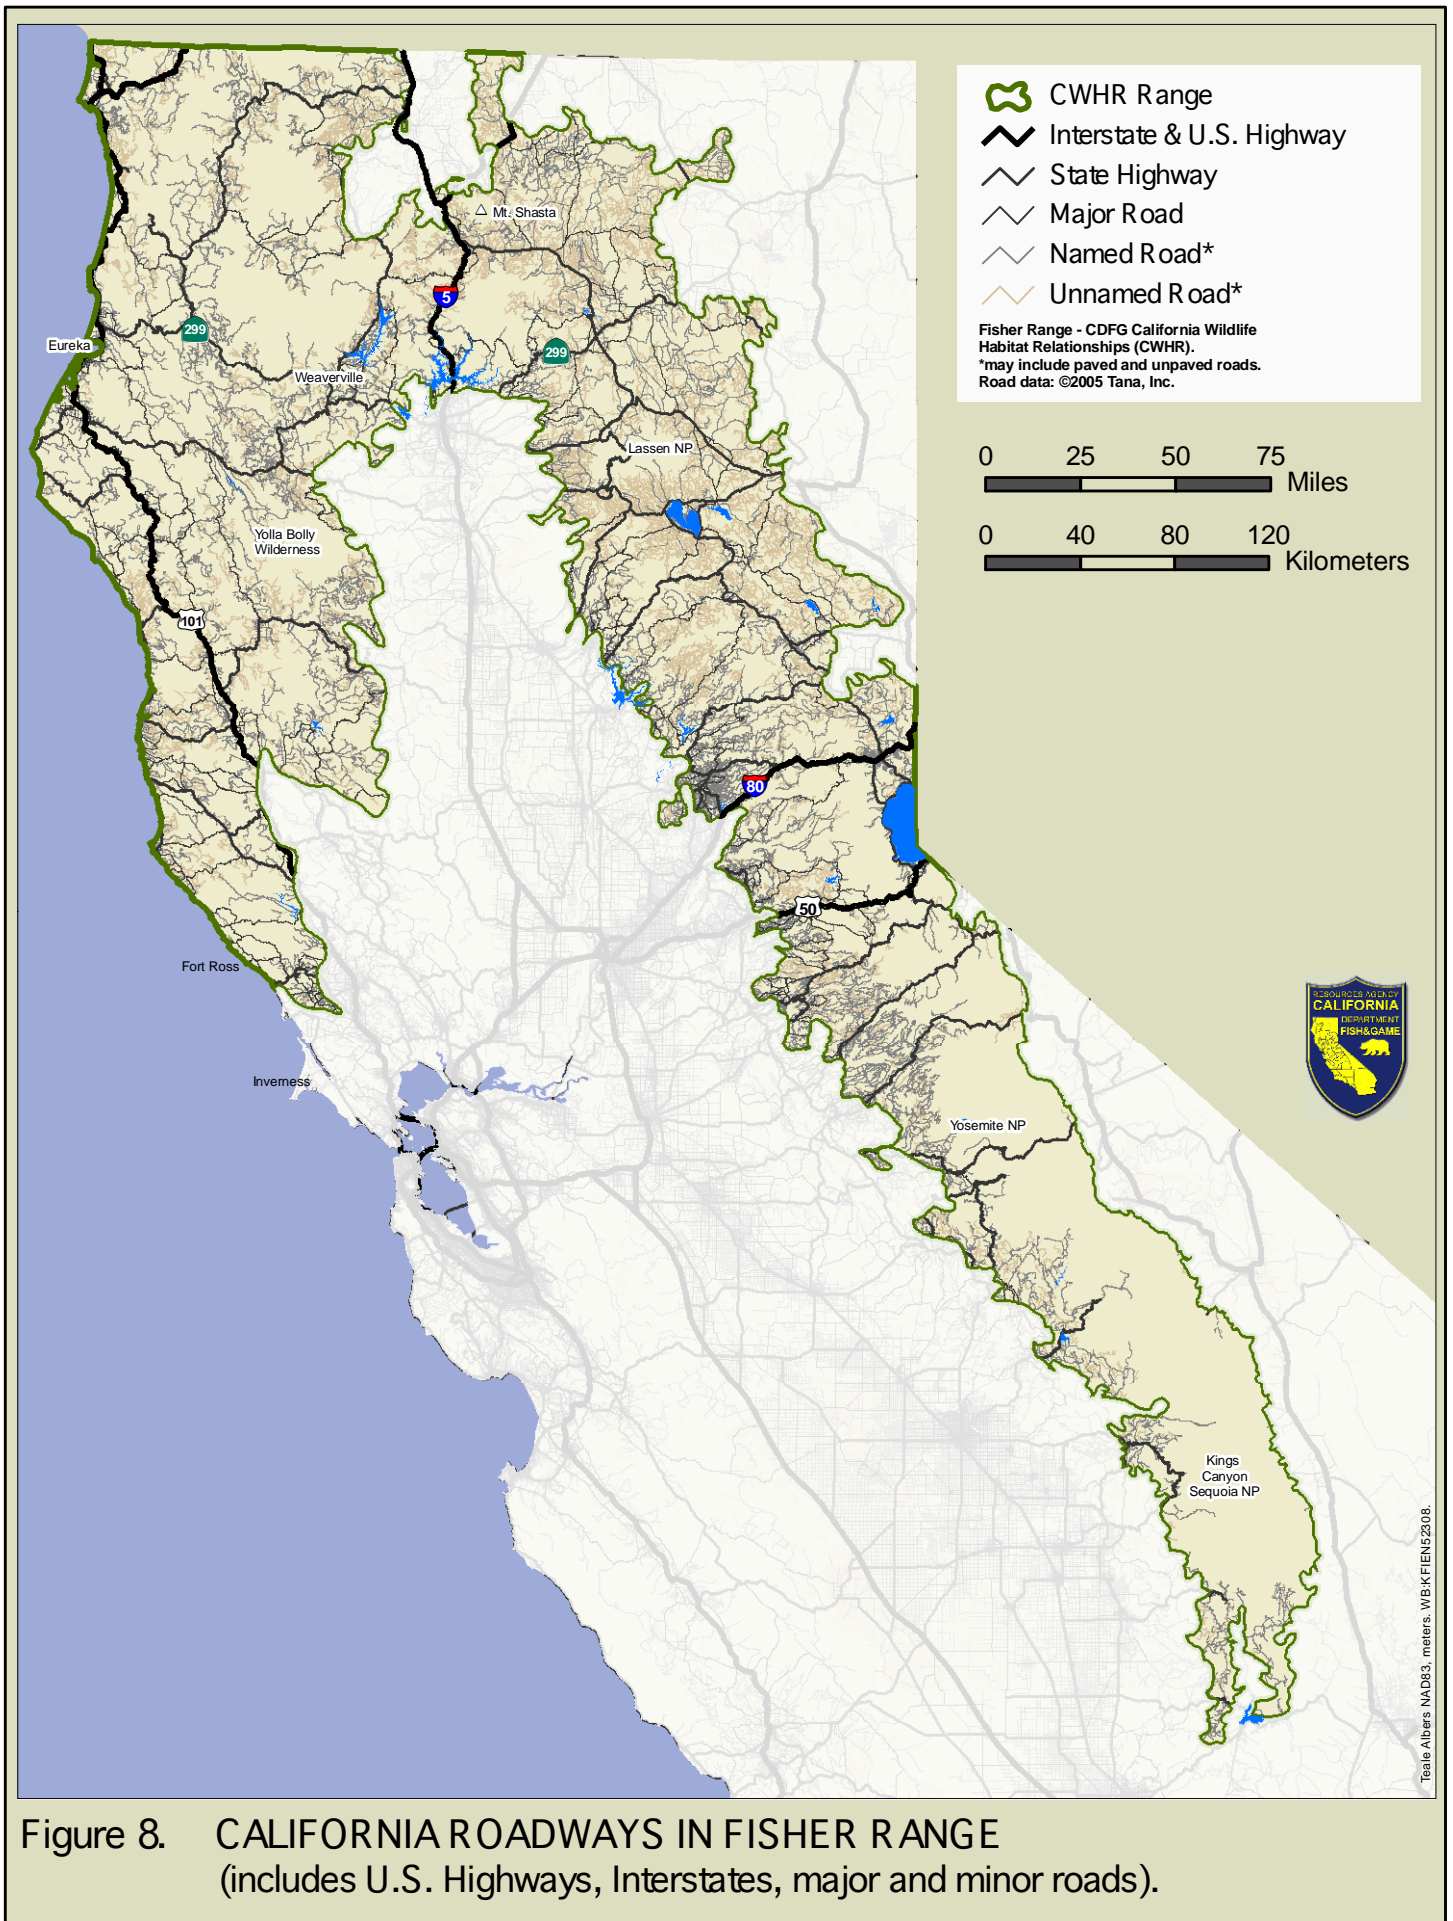 CWHR Range
Interstate & U.S. Highway
State Highway
Major Road
Named Road*
Unnamed Road*
Fisher Range - CDFG California Wildlife
Habitat Relationships (CWHR).
*may include paved and unpaved roads.
Road data: ©2005 Tana, Inc.
0 25 50 75
Miles
0 40 80 120
Kilometers
Mt. Shasta
5
299
299
Eureka
Weaverville
Lassen NP
Yolla Bolly
Wilderness
101
80
50
Fort Ross
RESOURCES AGENCY
CALIFORNIA
DEPARTMENT
FISH&GAME
Inverness
Yosemite NP
Kings
Canyon
Sequoia NP
Teale Albers NAD83, meters. WB:KFIEN52308.
Figure 8. CALIFORNIA ROADWAYS IN FISHER RANGE
(includes U.S. Highways, Interstates, major and minor roads).